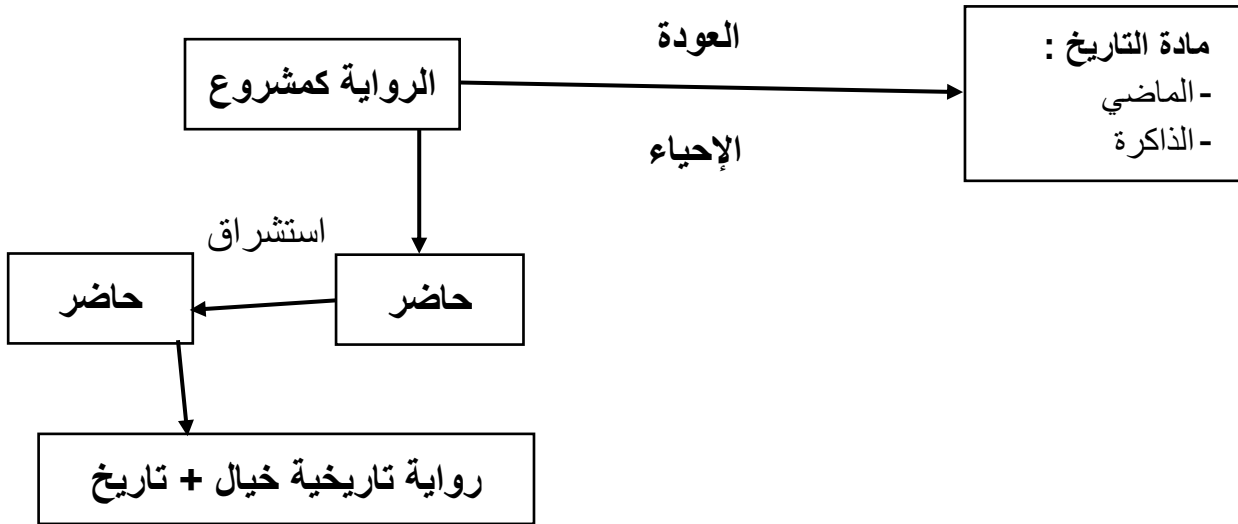 مادة التاريخ :
- الماضي
- الذاكرة
العودة
الإحياء
الرواية كمشروع
استشراق
حاضر
حاضر
رواية تاريخية خيال + تاريخ